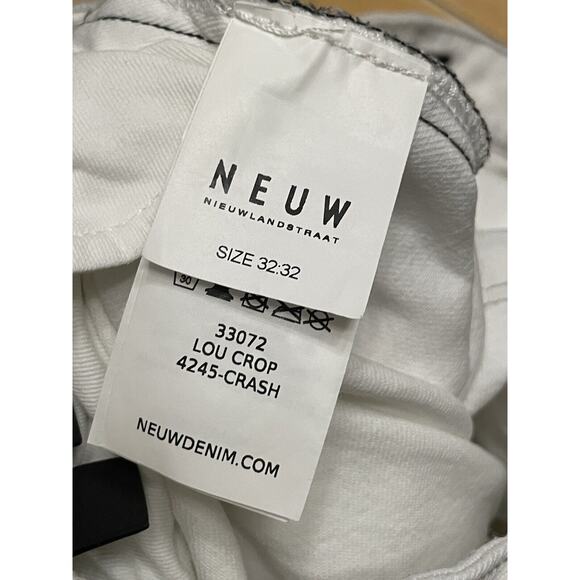 NEUW
NIEUWLANDSTRAAT
SIZE 32:32
30
33072
LOU CROP
4245-CRASH
NEUWDENIM.COM